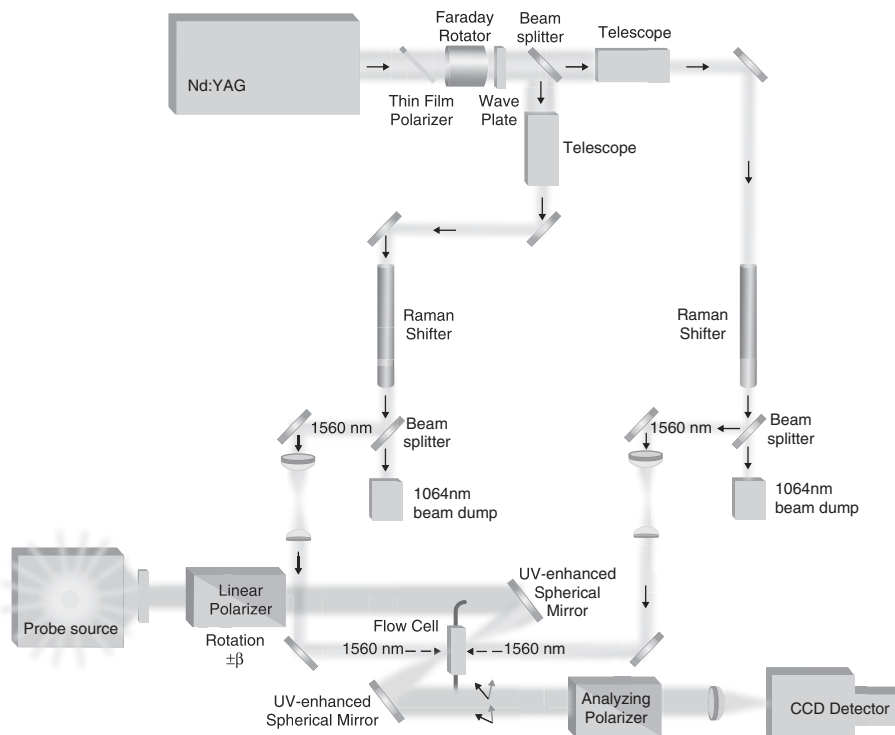 Nd:YAG
Faraday
Rotator
Beam
splitter
Telescope
Thin Film
Polarizer
Wave
Plate
Telescope
Raman
Shifter
Raman
Shifter
1560 nm
Beam
splitter
1560 nm
Beam
splitter
1064nm
beam dump
1064nm
beam dump
Probe source
Linear
Polarizer
Rotation
±β
UV-enhanced
Spherical
Mirror
Flow Cell
1560 nm
1560 nm
UV-enhanced
Spherical Mirror
Analyzing
Polarizer
CCD Detector